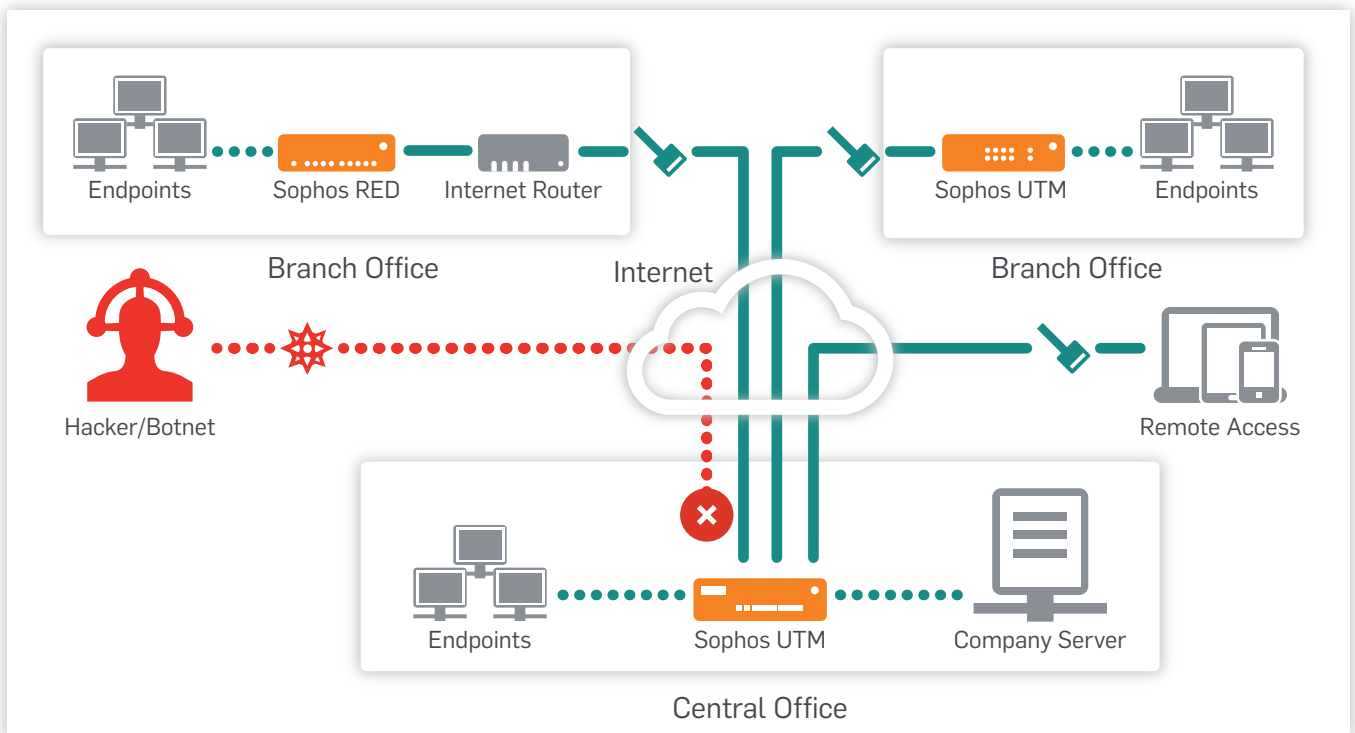 Endpoints
Sophos RED
Internet Router
Branch Office
Sophos UTM
Endpoints
Branch Office
Internet
Hacker/Botnet
Remote Access
Endpoints
Sophos UTM
Company Server
Central Office